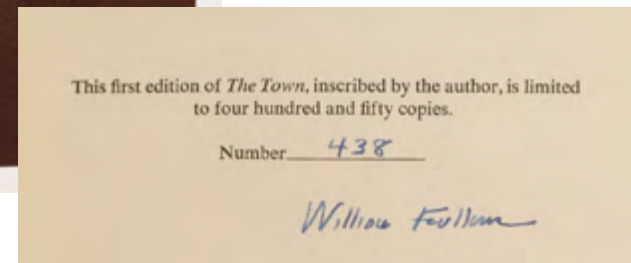 This first edition of The Town, inscribed by the author, is limited
to four hundred and fifty copies.
Number 438
William Faulkner